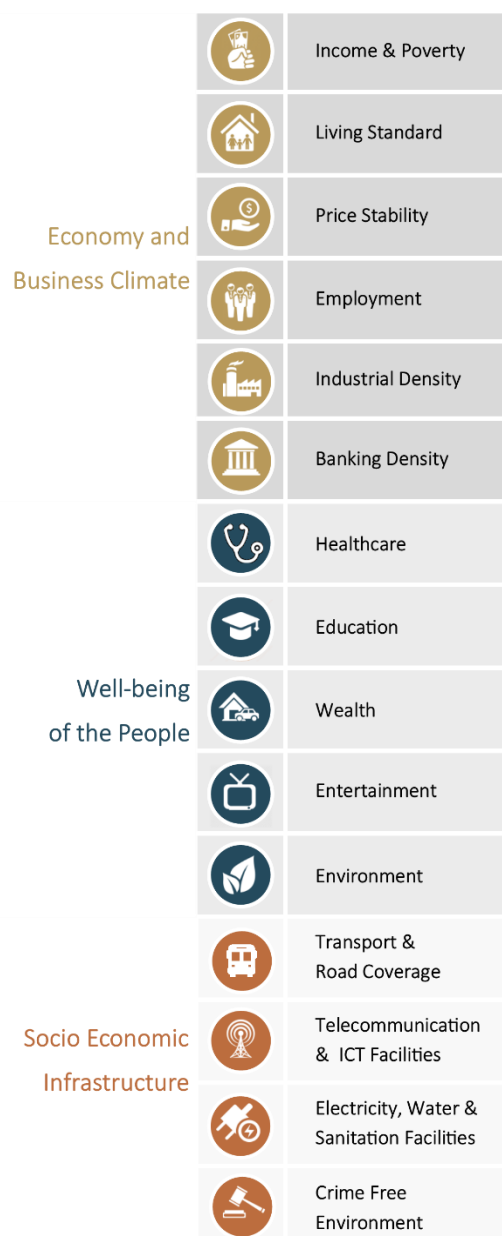 Economy and
Business Climate
Income & Poverty
Living Standard
Price Stability
Employment
Industrial Density
Banking Density
Well-being
of the People
Healthcare
Education
Wealth
Entertainment
Environment
Socio Economic
Infrastructure
Transport &
Road Coverage
Telecommunication
& ICT Facilities
Electricity, Water &
Sanitation Facilities
Crime Free
Environment